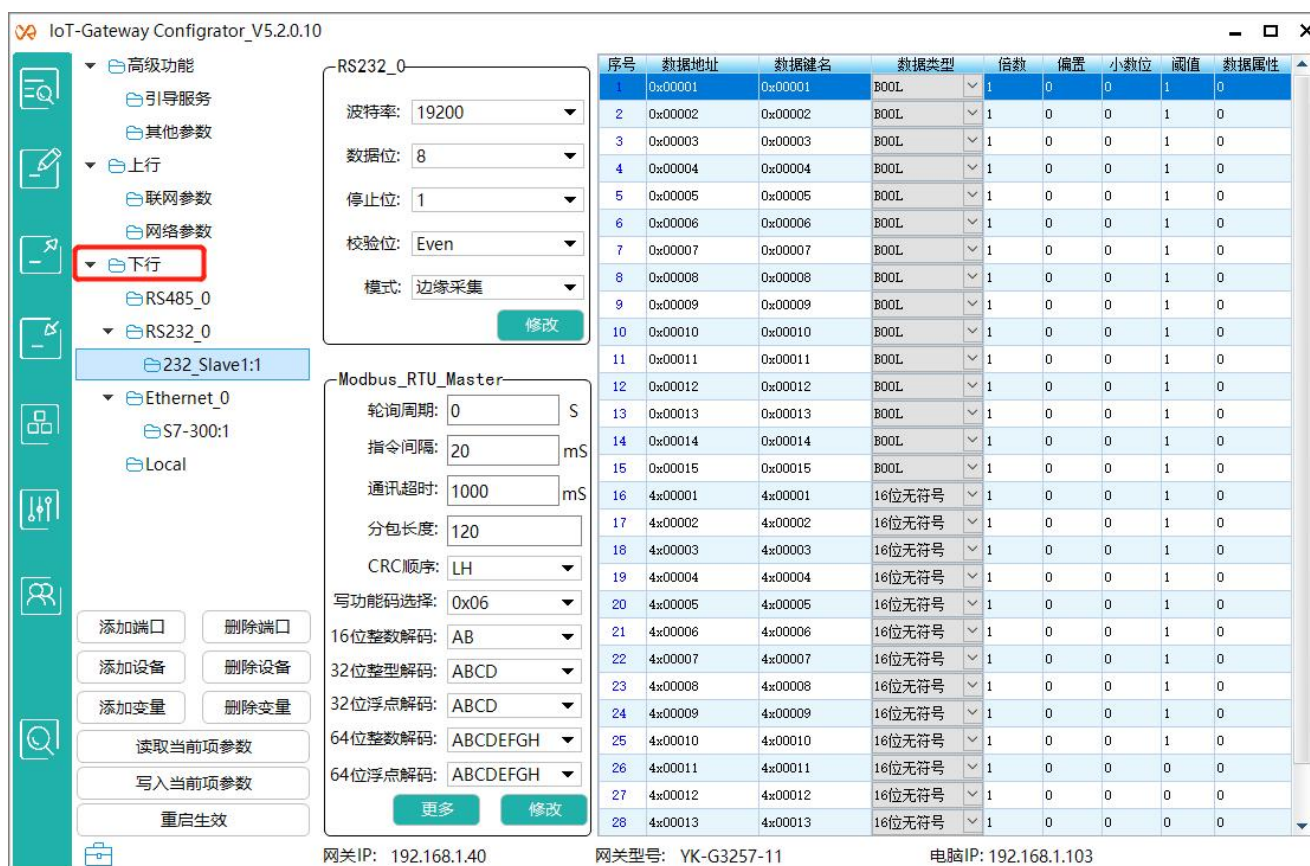 IoT-Gateway Configrator_V5.2.0.10
高级功能
引导服务
其他参数
上行
联网参数
网络参数
下行
RS485_0
RS232_0
232_Slave1:1
Ethernet_0
S7-300:1
Local
添加端口 删除端口
添加设备 删除设备
添加变量 删除变量
读取当前项参数
写入当前项参数
重启生效
RS232_0
波特率: 19200
数据位: 8
停止位: 1
校验位: Even
模式: 边缘采集
修改
Modbus_RTU_Master
轮询周期: 0 S
指令间隔: 20 mS
通讯超时: 1000 mS
分包长度: 120
CRC顺序: LH
写功能码选择: 0x06
16位整数解码: AB
32位整型解码: ABCD
32位浮点解码: ABCD
64位整数解码: ABCDEFGH
64位浮点解码: ABCDEFGH
更多 修改
序号 数据地址 数据键名 数据类型 倍数 偏置 小数位 阈值 数据属性
1 0x00001 0x00001 BOOL 1 0 0 1 0
2 0x00002 0x00002 BOOL 1 0 0 1 0
3 0x00003 0x00003 BOOL 1 0 0 1 0
4 0x00004 0x00004 BOOL 1 0 0 1 0
5 0x00005 0x00005 BOOL 1 0 0 1 0
6 0x00006 0x00006 BOOL 1 0 0 1 0
7 0x00007 0x00007 BOOL 1 0 0 1 0
8 0x00008 0x00008 BOOL 1 0 0 1 0
9 0x00009 0x00009 BOOL 1 0 0 1 0
10 0x00010 0x00010 BOOL 1 0 0 1 0
11 0x00011 0x00011 BOOL 1 0 0 1 0
12 0x00012 0x00012 BOOL 1 0 0 1 0
13 0x00013 0x00013 BOOL 1 0 0 1 0
14 0x00014 0x00014 BOOL 1 0 0 1 0
15 0x00015 0x00015 BOOL 1 0 0 1 0
16 4x00001 4x00001 16位无符号 1 0 0 1 0
17 4x00002 4x00002 16位无符号 1 0 0 1 0
18 4x00003 4x00003 16位无符号 1 0 0 1 0
19 4x00004 4x00004 16位无符号 1 0 0 1 0
20 4x00005 4x00005 16位无符号 1 0 0 1 0
21 4x00006 4x00006 16位无符号 1 0 0 1 0
22 4x00007 4x00007 16位无符号 1 0 0 1 0
23 4x00008 4x00008 16位无符号 1 0 0 1 0
24 4x00009 4x00009 16位无符号 1 0 0 1 0
25 4x00010 4x00010 16位无符号 1 0 0 1 0
26 4x00011 4x00011 16位无符号 1 0 0 0 0
27 4x00012 4x00012 16位无符号 1 0 0 0 0
28 4x00013 4x00013 16位无符号 1 0 0 0 0
网关IP: 192.168.1.40 网关型号: YK-G3257-11 电脑IP: 192.168.1.103